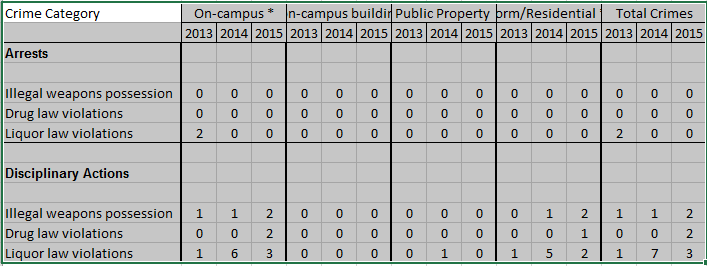 Crime Category On-campus * n-campus buildin Public Property orm/Residential Total Crimes
2013 2014 2015 2013 2014 2015 2013 2014 2015 2013 2014 2015 2013 2014 2015
Arrests
Illegal weapons possession 0 0 0 0 0 0 0 0 0 0 0 0 0 0 0
Drug law violations 0 0 0 0 0 0 0 0 0 0 0 0 0 0 0
Liquor law violations 2 0 0 0 0 0 0 0 0 0 0 0 2 0 0
Disciplinary Actions
Illegal weapons possession 1 1 2 0 0 0 0 0 0 0 1 2 1 1 2
Drug law violations 0 0 2 0 0 0 0 0 0 0 0 1 0 0 2
Liquor law violations 1 6 3 0 0 0 0 1 0 1 5 2 1 7 3